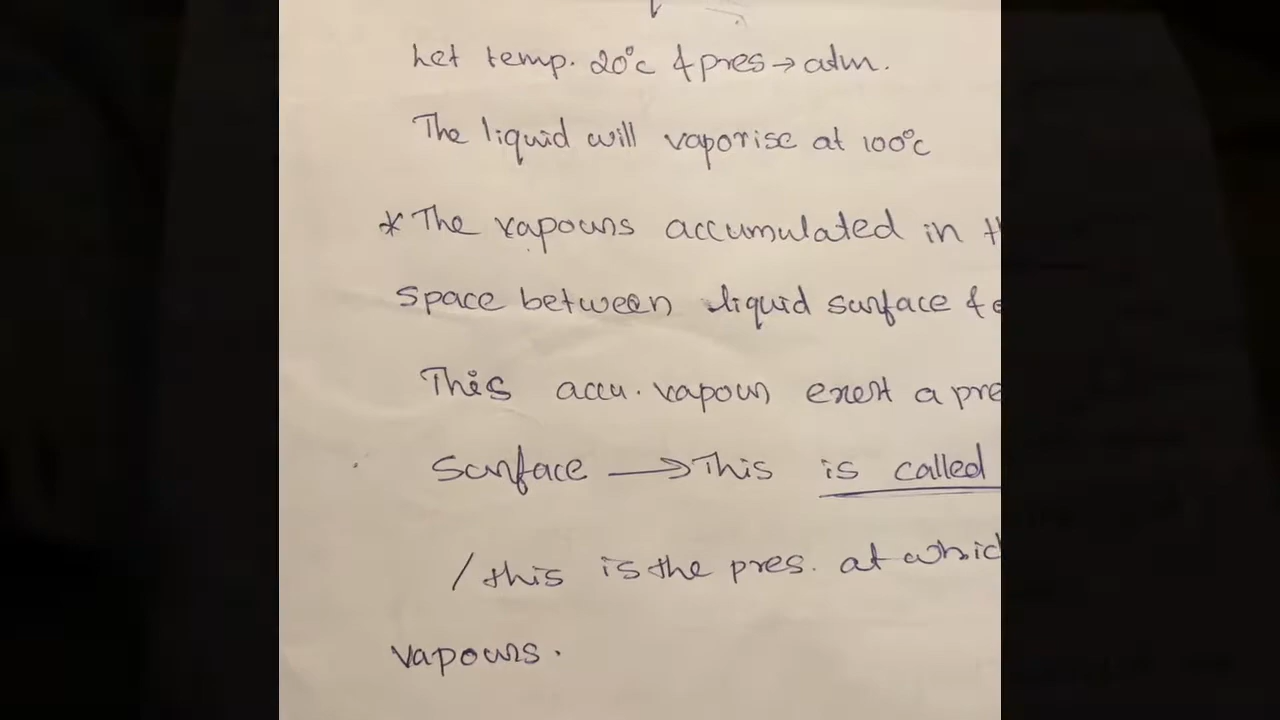 Let temp. 20°c & pres → atm.
The liquid will vaporise at 100°c
* The vapours accumulated in
space between liquid surface &
This accu. vapour exert a pre
Surface → This is called
/ this is the pres. at whic
vapours.